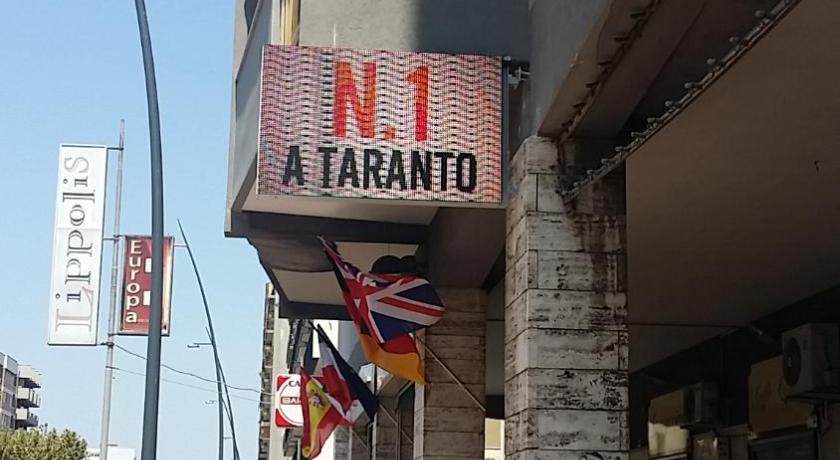 N.1
A TARANTO
Lippolis
Europa